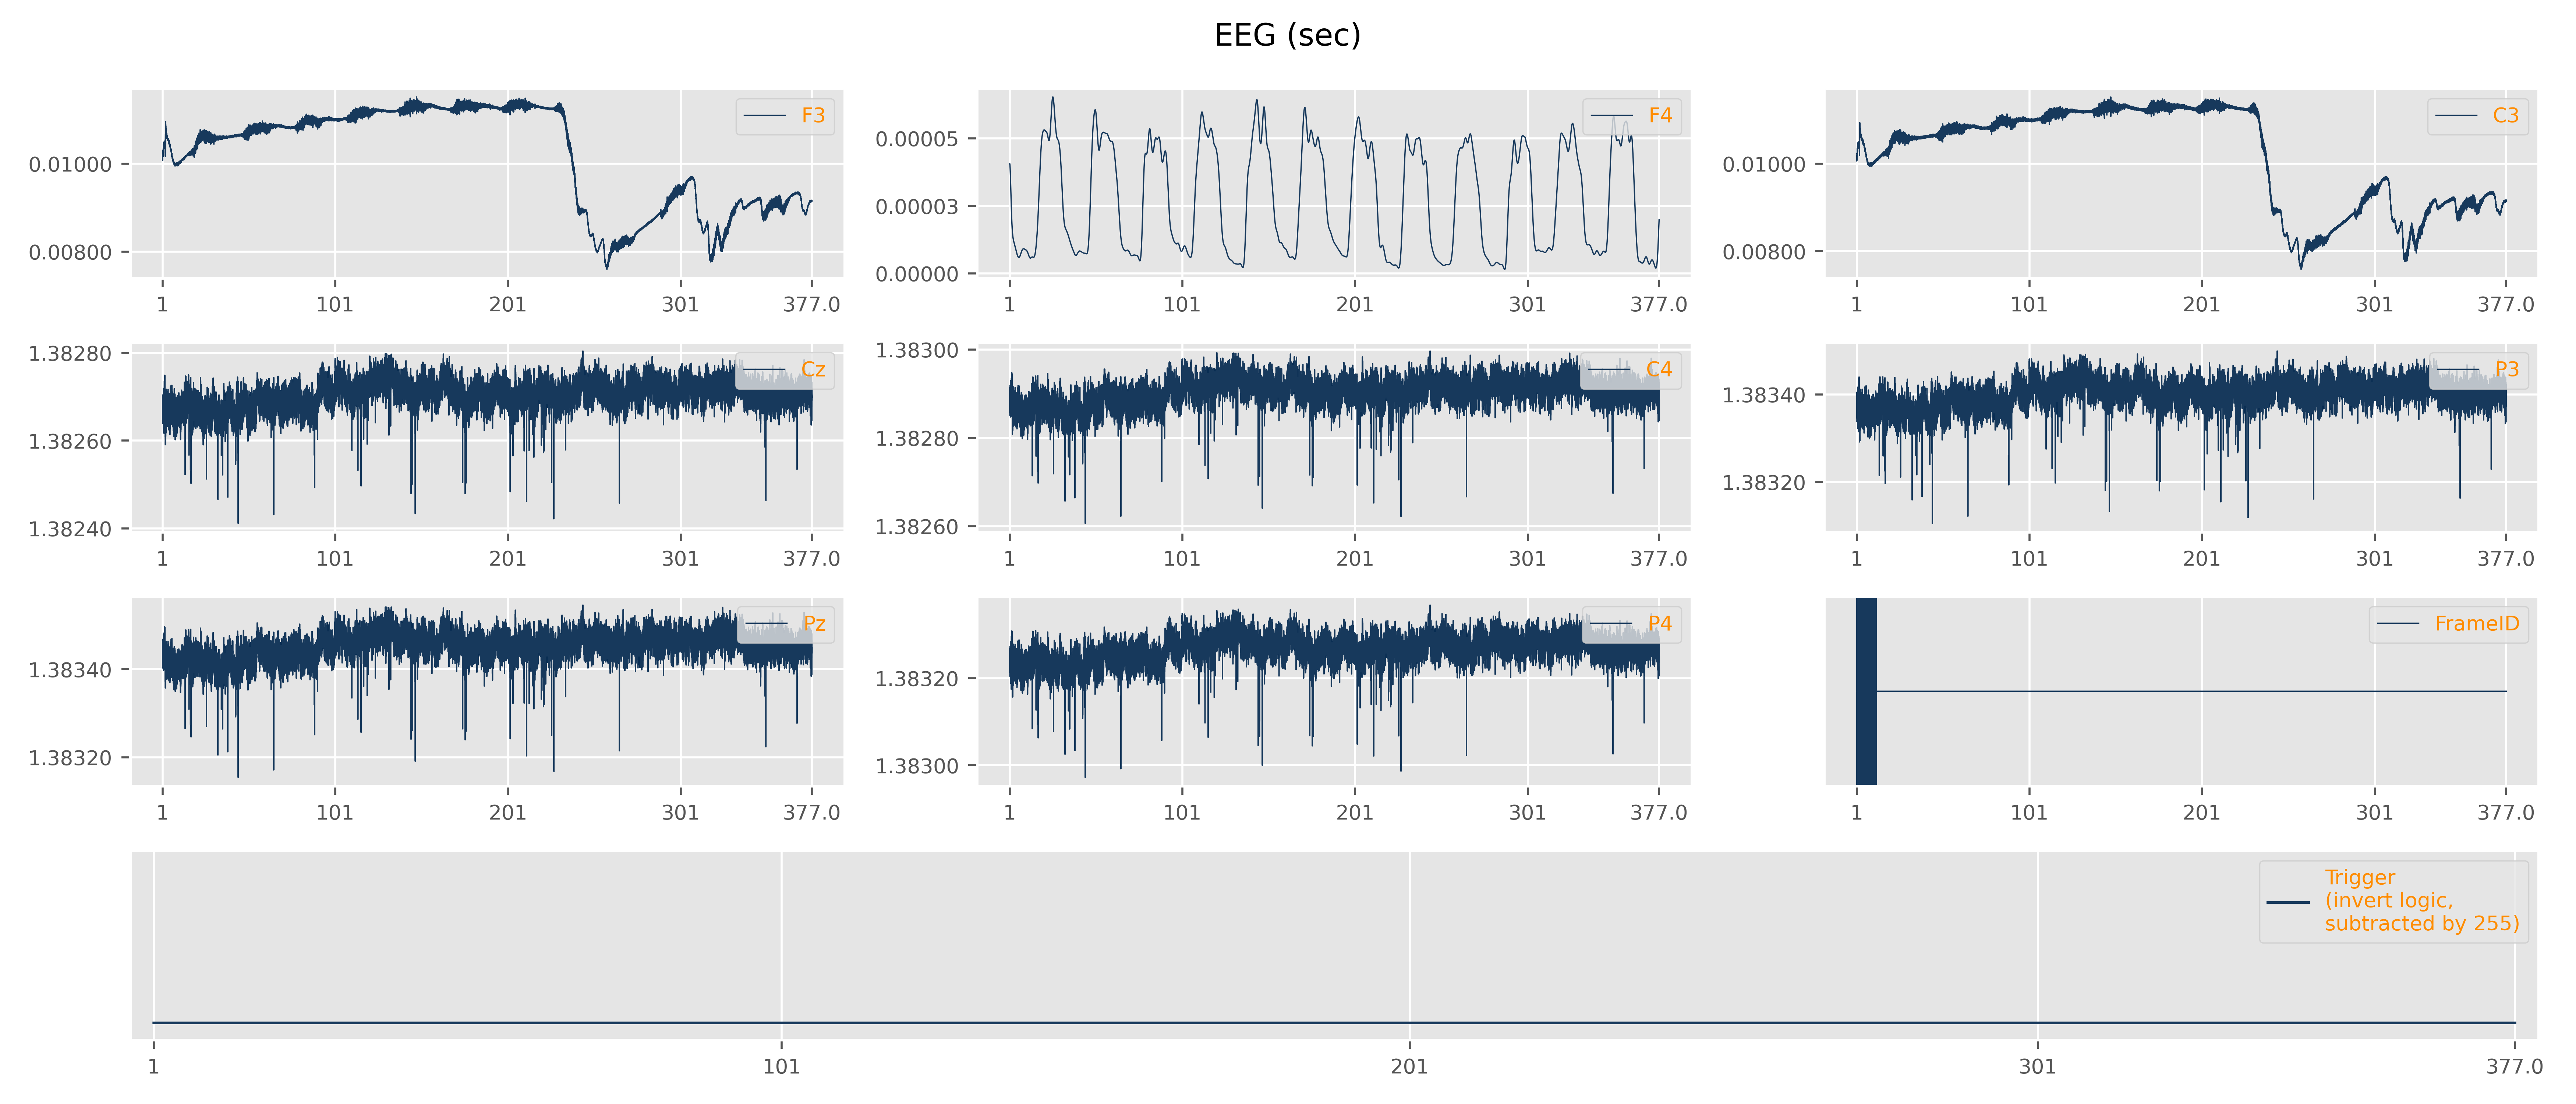 EEG (sec)
F3
0.01000
0.00800
1 101 201 301 377.0
F4
0.00005
0.00003
0.00000
1 101 201 301 377.0
C3
0.01000
0.00800
1 101 201 301 377.0
Cz
1.38280
1.38260
1.38240
1 101 201 301 377.0
C4
1.38300
1.38280
1.38260
1 101 201 301 377.0
P3
1.38340
1.38320
1 101 201 301 377.0
Pz
1.38340
1.38320
1 101 201 301 377.0
P4
1.38320
1.38300
1 101 201 301 377.0
FrameID
1 101 201 301 377.0
Trigger
(invert logic,
subtracted by 255)
1 101 201 301 377.0